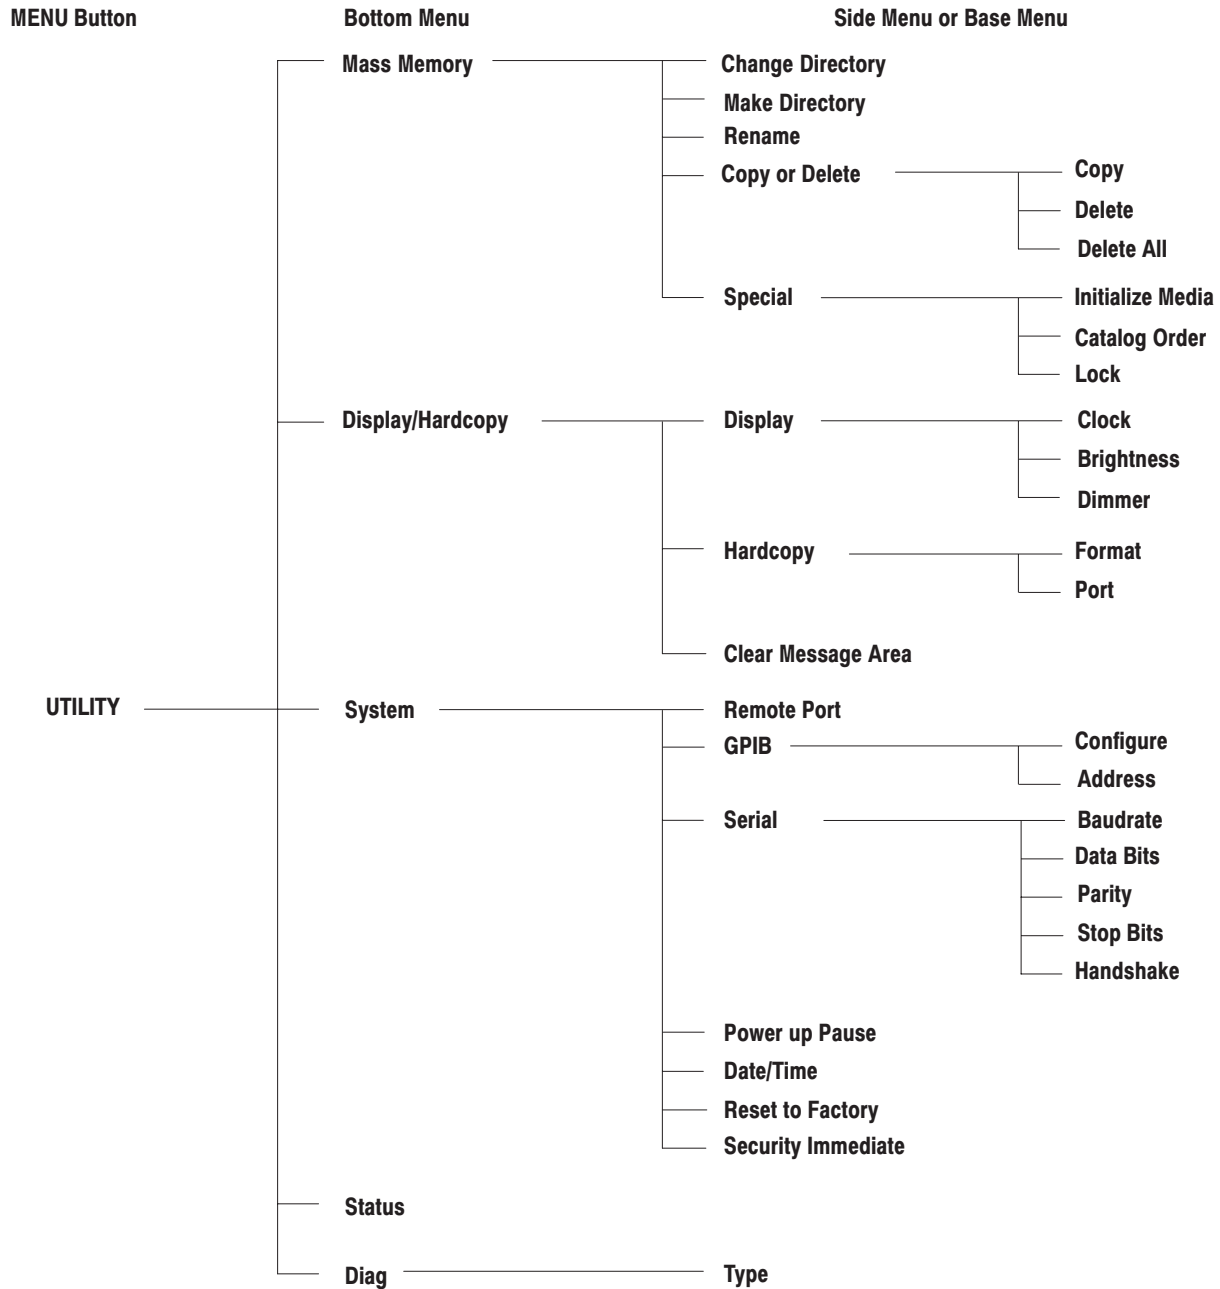 MENU Button Bottom Menu Side Menu or Base Menu
Mass Memory Change Directory
Make Directory
Rename
Copy or Delete Copy
Delete
Delete All
Special Initialize Media
Catalog Order
Lock
Display/Hardcopy Display Clock
Brightness
Dimmer
Hardcopy Format
Port
Clear Message Area
UTILITY System Remote Port
GPIB Configure
Address
Serial Baudrate
Data Bits
Parity
Stop Bits
Handshake
Power up Pause
Date/Time
Reset to Factory
Security Immediate
Status
Diag Type